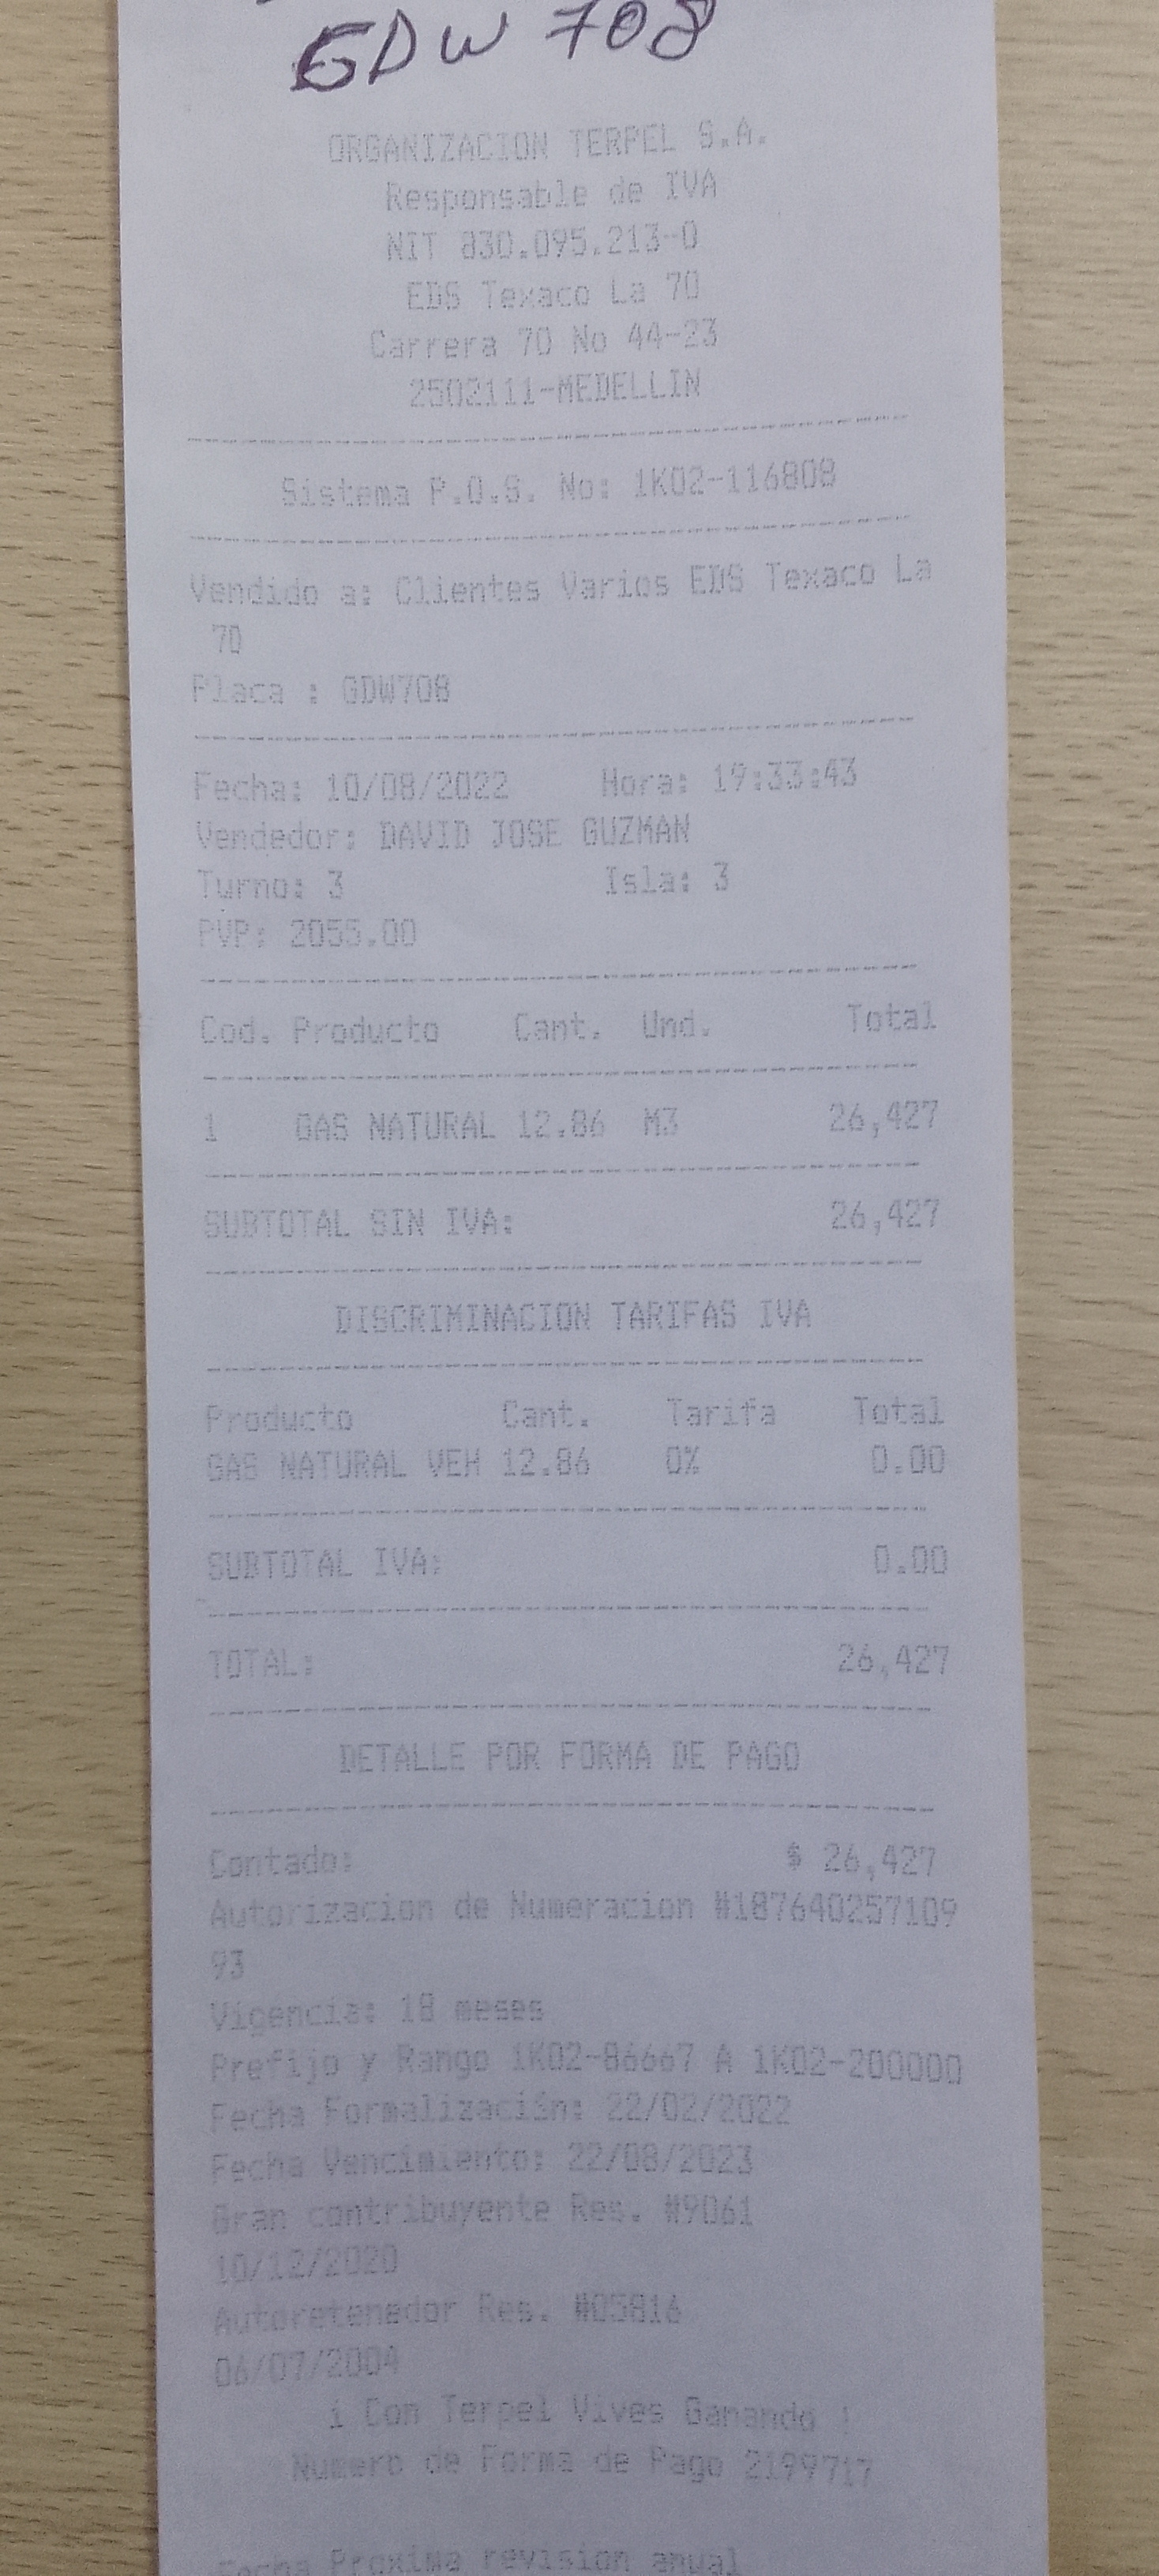 GDW 708
ORGANIZACION TERPEL S.A.
Responsable de IVA
NIT 830.095.213-0
EDS Texaco La 70
Carrera 70 No 44-23
2502111-MEDELLIN
Sistema P.O.S. No: 1K02-116808
Vendido a: Clientes Varios EDS Texaco La
70
Placa : GDW708
Fecha: 10/08/2022 Hora: 19:33:43
Vendedor: DAVID JOSE GUZMAN
Turno: 3 Isla: 3
PVP: 2055.00
Cod. Producto Cant. Und. Total
1 GAS NATURAL 12.86 M3 26,427
SUBTOTAL SIN IVA: 26,427
DISCRIMINACION TARIFAS IVA
Producto Cant. Tarifa Total
GAS NATURAL VEH 12.86 0% 0.00
SUBTOTAL IVA: 0.00
TOTAL: 26,427
DETALLE POR FORMA DE PAGO
Contado: $ 26,427
Autorizacion de Numeracion #187640257109
93
Vigencia: 18 meses
Prefijo y Rango 1K02-86667 A 1K02-200000
Fecha Formalización: 22/02/2022
Fecha Vencimiento: 22/08/2023
Gran contribuyente Res. #9061
10/12/2020
Autoretenedor Res. #05816
06/07/2004
¡ Con Terpel Vives Ganando !
Numero de Forma de Pago 2199717
Fecha Proxima revision anual